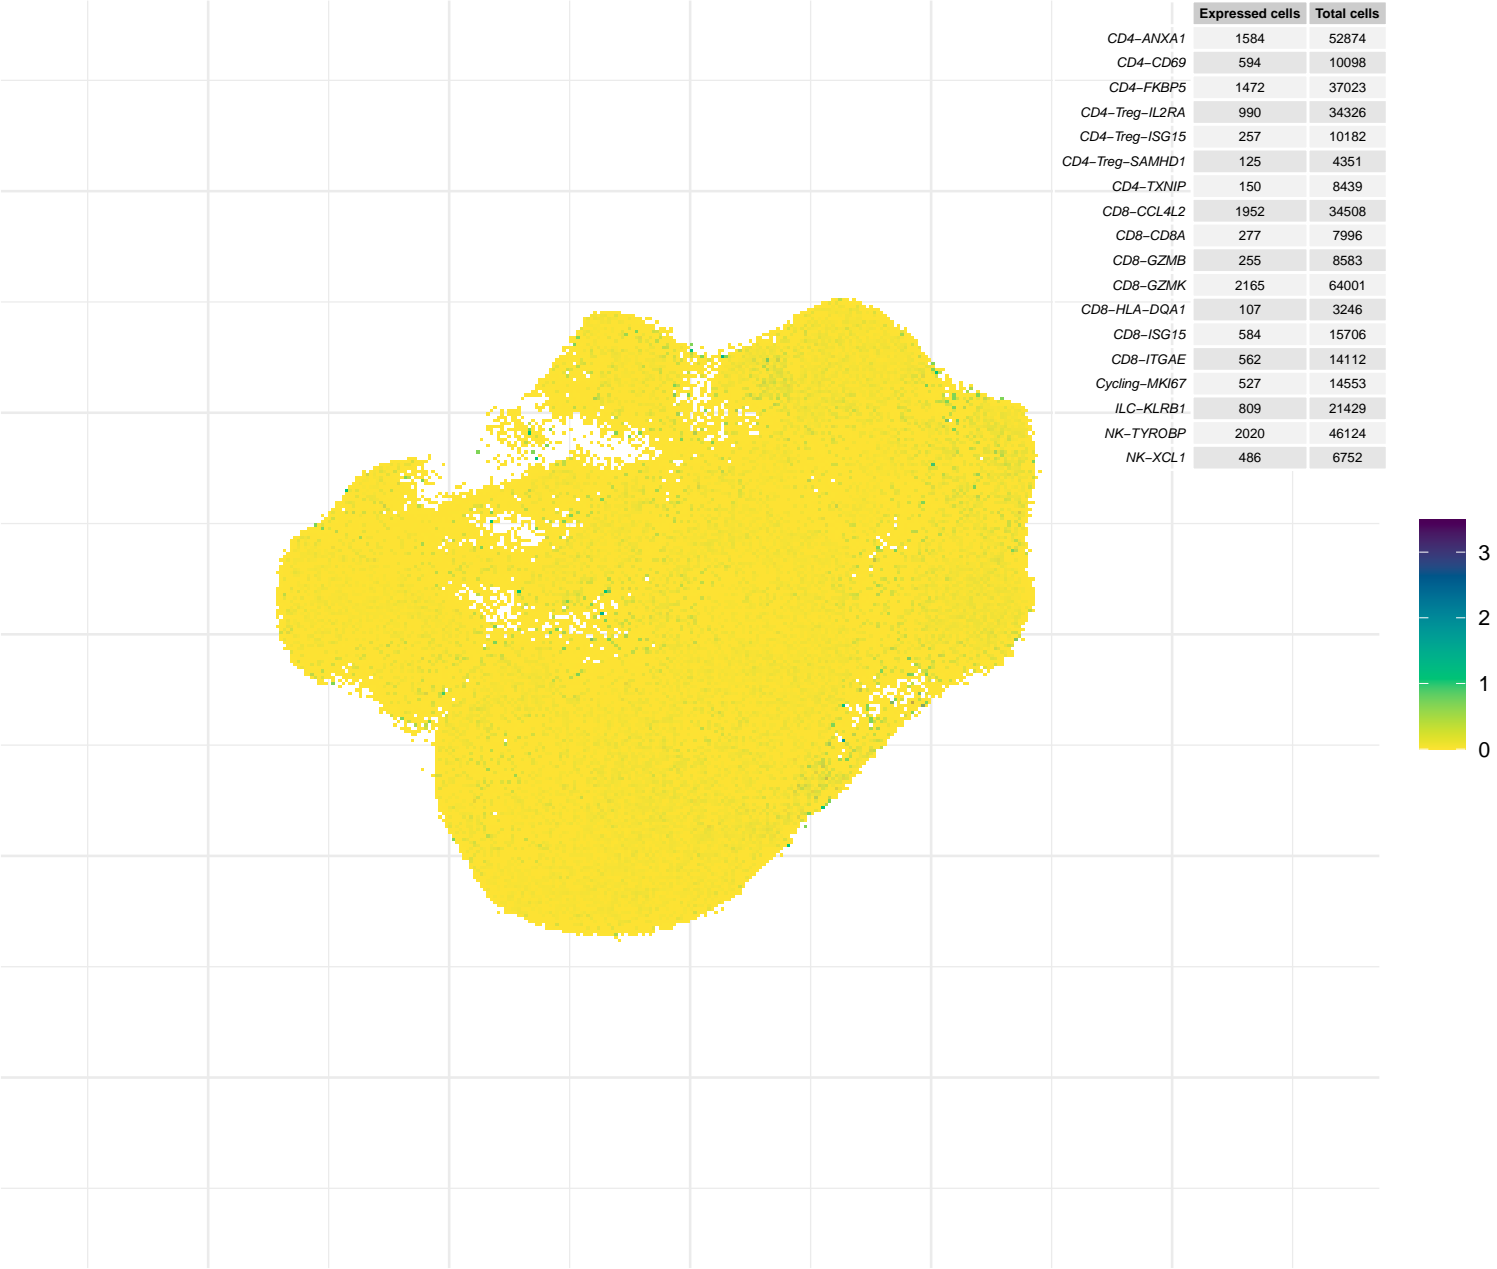 Expressed cells Total cells
CD4−ANXA1 1584 52874
CD4−CD69 594 10098
CD4−FKBP5 1472 37023
CD4−Treg−IL2RA 990 34326
CD4−Treg−ISG15 257 10182
CD4−Treg−SAMHD1 125 4351
CD4−TXNIP 150 8439
CD8−CCL4L2 1952 34508
CD8−CD8A 277 7996
CD8−GZMB 255 8583
CD8−GZMK 2165 64001
CD8−HLA−DQA1 107 3246
CD8−ISG15 584 15706
CD8−ITGAE 562 14112
Cycling−MKI67 527 14553
ILC−KLRB1 809 21429
NK−TYROBP 2020 46124
NK−XCL1 486 6752
3
2
1
0